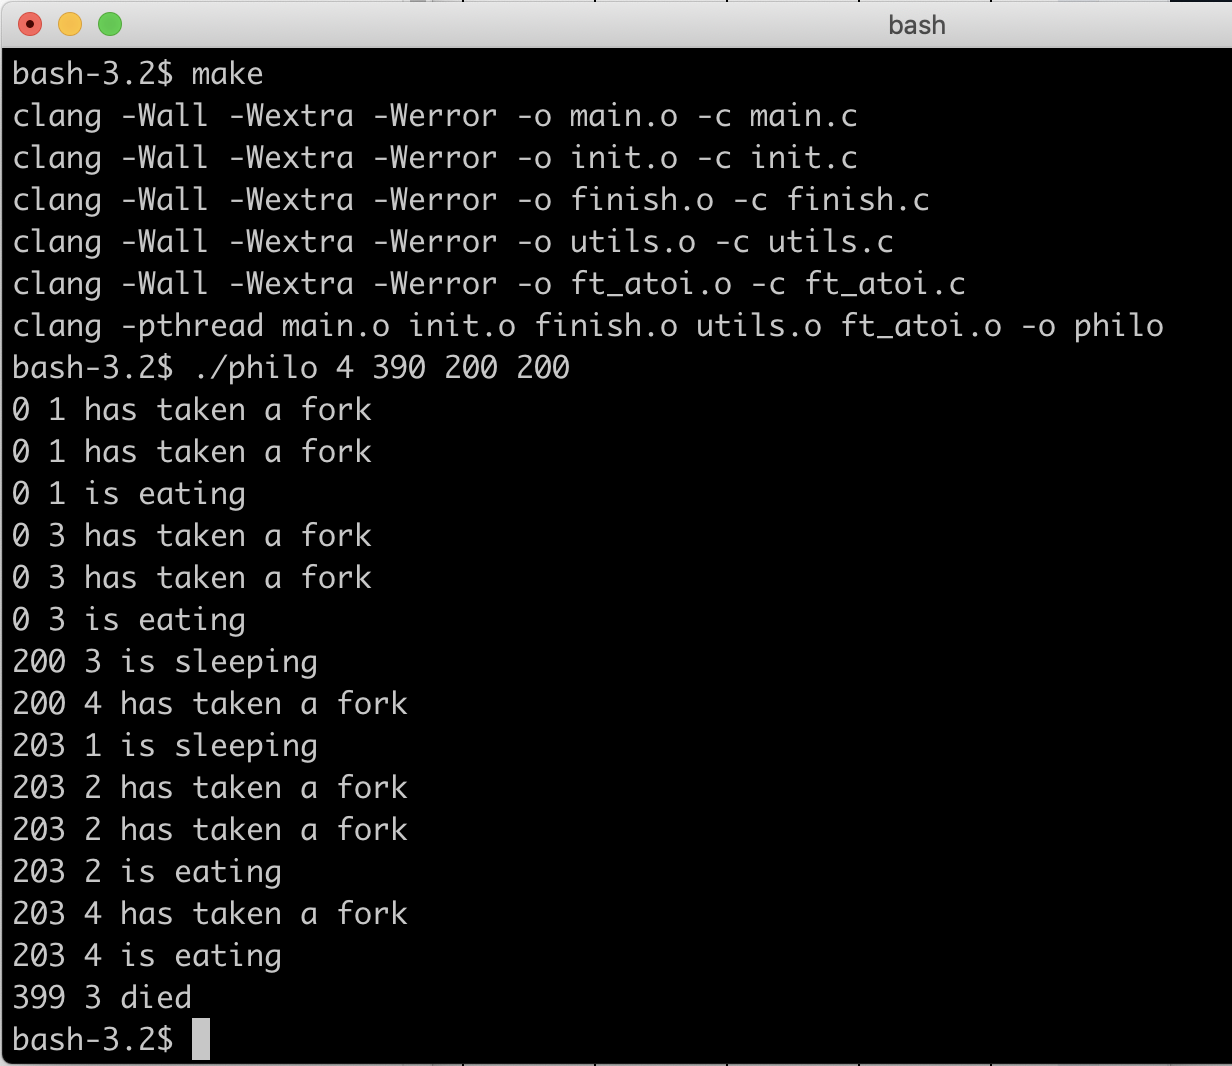 bash
bash-3.2$ make
clang -Wall -Wextra -Werror -o main.o -c main.c
clang -Wall -Wextra -Werror -o init.o -c init.c
clang -Wall -Wextra -Werror -o finish.o -c finish.c
clang -Wall -Wextra -Werror -o utils.o -c utils.c
clang -Wall -Wextra -Werror -o ft_atoi.o -c ft_atoi.c
clang -pthread main.o init.o finish.o utils.o ft_atoi.o -o philo
bash-3.2$ ./philo 4 390 200 200
0 1 has taken a fork
0 1 has taken a fork
0 1 is eating
0 3 has taken a fork
0 3 has taken a fork
0 3 is eating
200 3 is sleeping
200 4 has taken a fork
203 1 is sleeping
203 2 has taken a fork
203 2 has taken a fork
203 2 is eating
203 4 has taken a fork
203 4 is eating
399 3 died
bash-3.2$